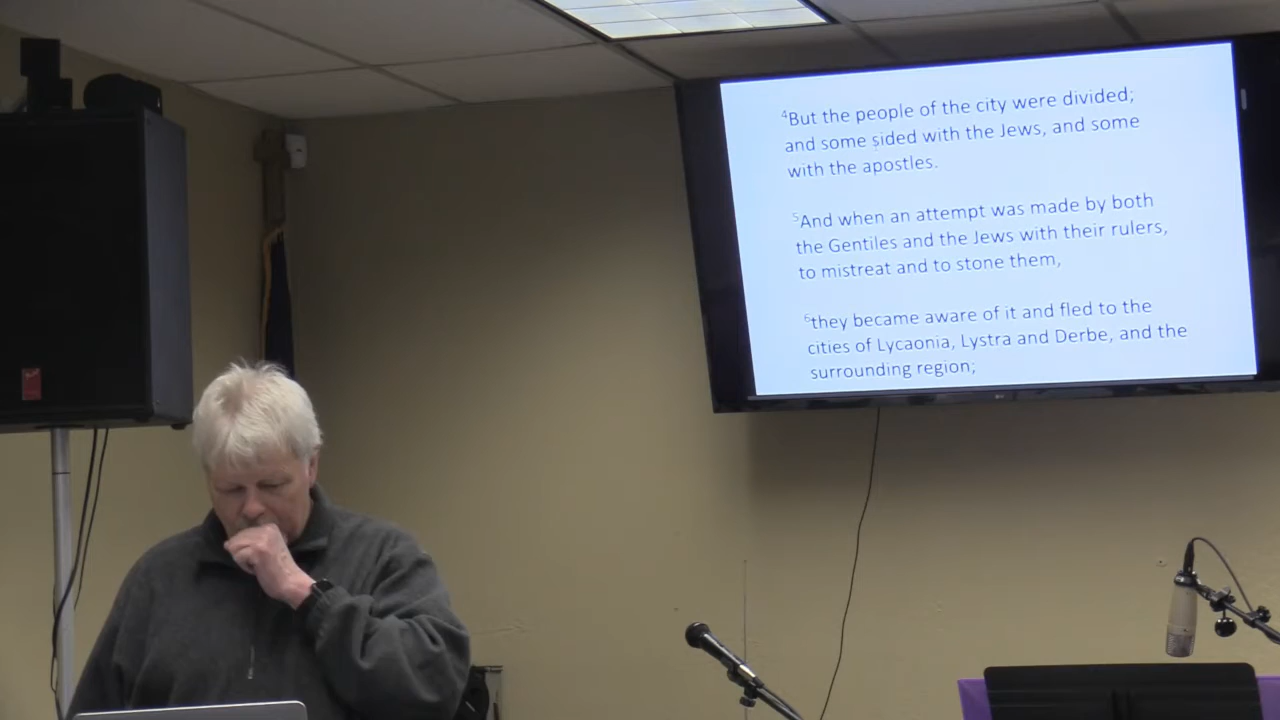 ⁴But the people of the city were divided;
and some sided with the Jews, and some
with the apostles.
⁵And when an attempt was made by both
the Gentiles and the Jews with their rulers,
to mistreat and to stone them,
⁶they became aware of it and fled to the
cities of Lycaonia, Lystra and Derbe, and the
surrounding region;